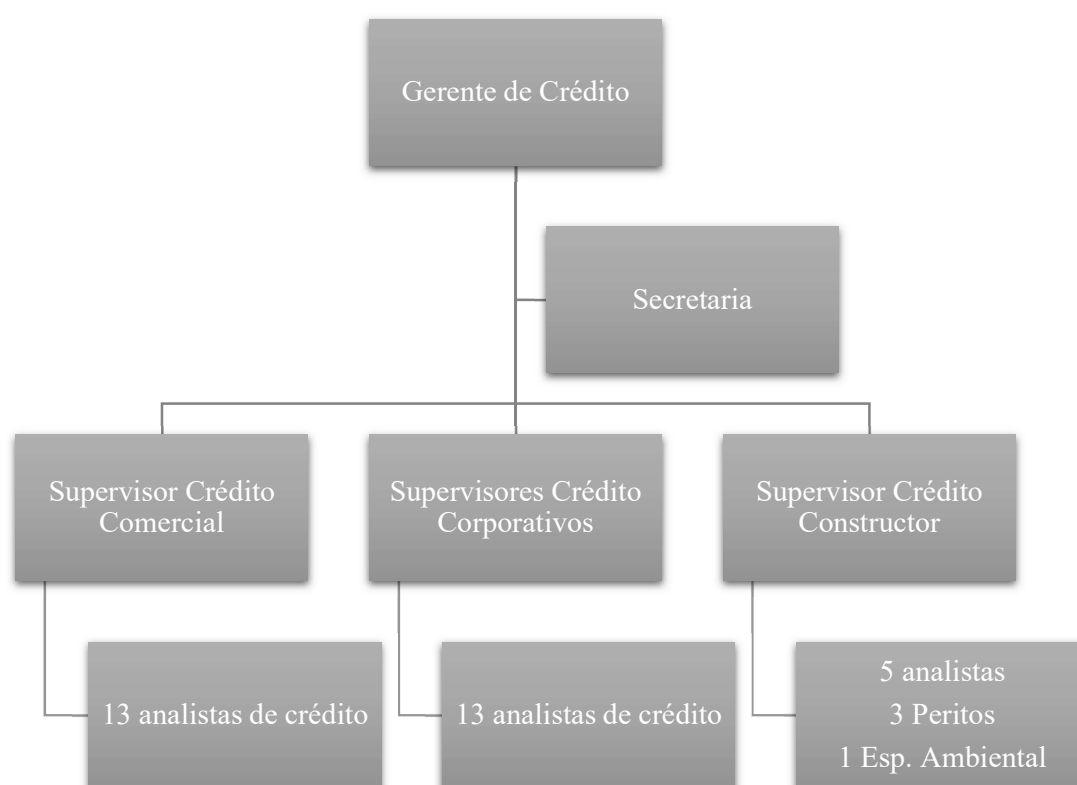 Gerente de Crédito
Secretaria
Supervisor Crédito
Comercial
Supervisores Crédito
Corporativos
Supervisor Crédito
Constructor
13 analistas de crédito
13 analistas de crédito
5 analistas
3 Peritos
1 Esp. Ambiental